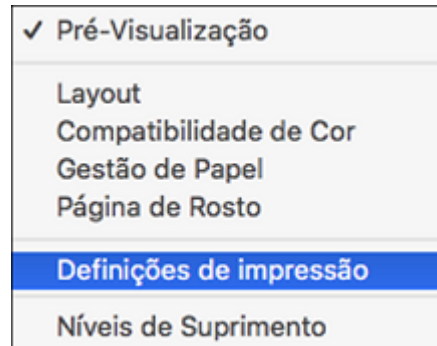 ✓ Pré-Visualização
Layout
Compatibilidade de Cor
Gestão de Papel
Página de Rosto
Definições de impressão
Níveis de Suprimento